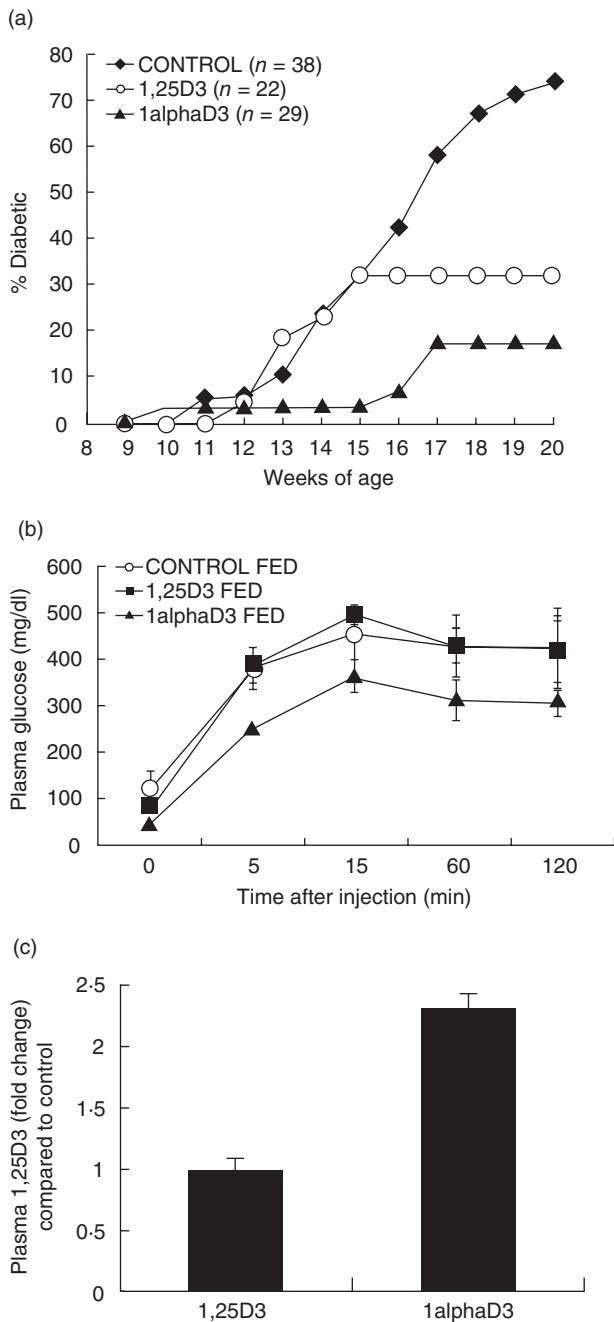 (a)
80
70
60
50
40
30
20
10
0
% Diabetic
CONTROL (n = 38)
1,25D3 (n = 22)
1alphaD3 (n = 29)
8 9 10 11 12 13 14 15 16 17 18 19 20
Weeks of age
(b)
600
500
400
300
200
100
0
Plasma glucose (mg/dl)
CONTROL FED
1,25D3 FED
1alphaD3 FED
0 5 15 60 120
Time after injection (min)
(c)
2·5
2
1·5
1
0·5
0
Plasma 1,25D3 (fold change)
compared to control
1,25D3 1alphaD3